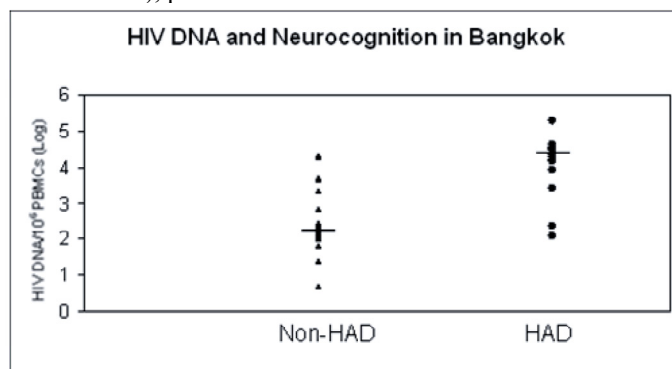 HIV DNA and Neurocognition in Bangkok
HIV DNA/10⁶ PBMCs (Log)
6
5
4
3
2
1
0
Non-HAD HAD